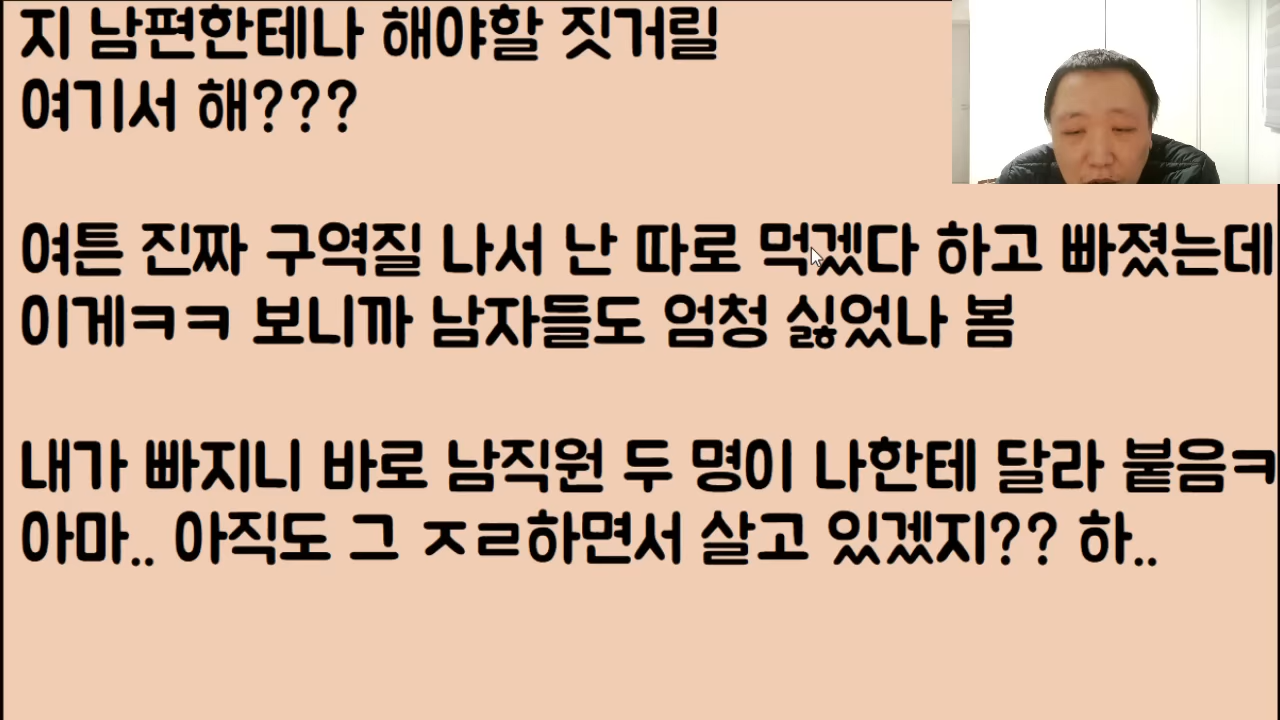 지 남편한테나 해야할 짓거릴
여기서 해???
여튼 진짜 구역질 나서 난 따로 먹겠다 하고 빠졌는데
이게ㅋㅋ 보니까 남자들도 엄청 싫었나 봄
내가 빠지니 바로 남직원 두 명이 나한테 달라 붙음ㅋ
아마.. 아직도 그 ㅈㄹ하면서 살고 있겠지?? 하..